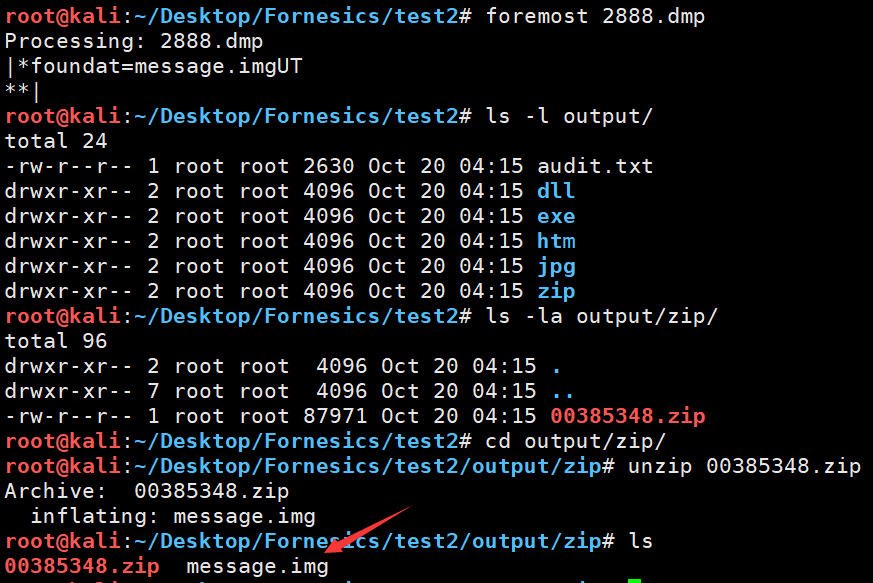 root@kali:~/Desktop/Fornesics/test2# foremost 2888.dmp
Processing: 2888.dmp
|*foundat=message.imgUT
**|
root@kali:~/Desktop/Fornesics/test2# ls -l output/
total 24
-rw-r--r-- 1 root root 2630 Oct 20 04:15 audit.txt
drwxr-xr-- 2 root root 4096 Oct 20 04:15 dll
drwxr-xr-- 2 root root 4096 Oct 20 04:15 exe
drwxr-xr-- 2 root root 4096 Oct 20 04:15 htm
drwxr-xr-- 2 root root 4096 Oct 20 04:15 jpg
drwxr-xr-- 2 root root 4096 Oct 20 04:15 zip
root@kali:~/Desktop/Fornesics/test2# ls -la output/zip/
total 96
drwxr-xr-- 2 root root  4096 Oct 20 04:15 .
drwxr-xr-- 7 root root  4096 Oct 20 04:15 ..
-rw-r--r-- 1 root root 87971 Oct 20 04:15 00385348.zip
root@kali:~/Desktop/Fornesics/test2# cd output/zip/
root@kali:~/Desktop/Fornesics/test2/output/zip# unzip 00385348.zip
Archive:  00385348.zip
  inflating: message.img
root@kali:~/Desktop/Fornesics/test2/output/zip# ls
00385348.zip  message.img